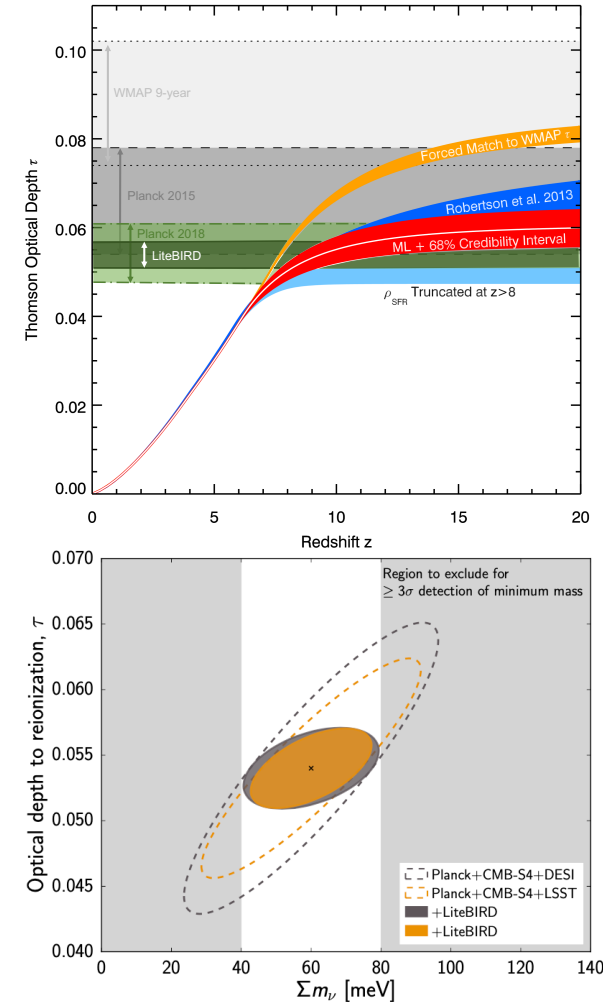 0.10
0.08
0.06
0.04
0.02
0.00
Thomson Optical Depth τ
WMAP 9-year
Planck 2015
Planck 2018
LiteBIRD
Forced Match to WMAP τ
Robertson et al. 2013
ML + 68% Credibility Interval
ρSFR Truncated at z>8
0 5 10 15 20
Redshift z
0.070
0.065
0.060
0.055
0.050
0.045
0.040
Optical depth to reionization, τ
Region to exclude for
≥ 3σ detection of minimum mass
Planck+CMB-S4+DESI
Planck+CMB-S4+LSST
+LiteBIRD
+LiteBIRD
0 20 40 60 80 100 120 140
Σmν [meV]